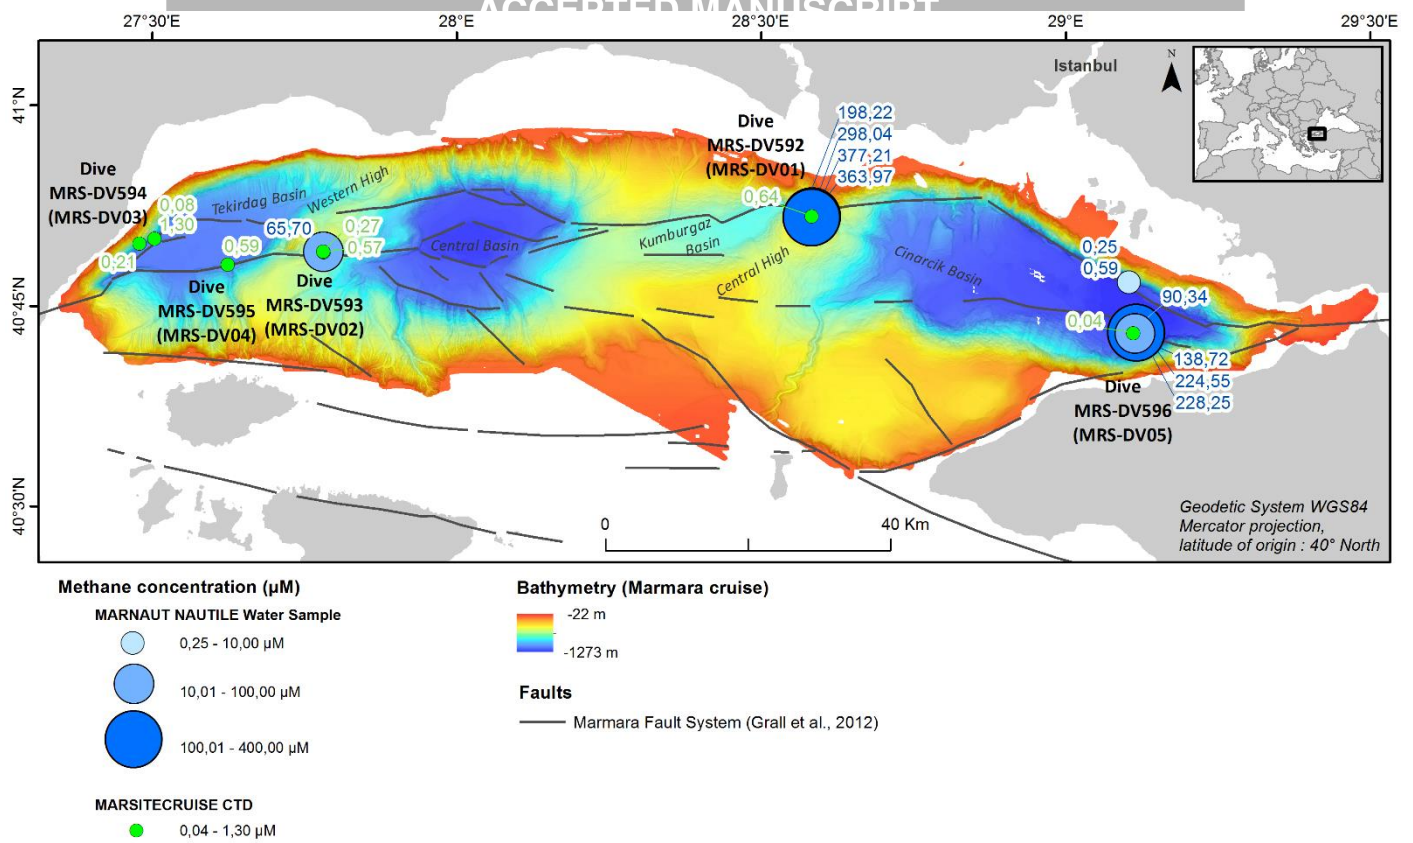 ACCEPTED MANUSCRIPT
27°30'E
28°E
28°30'E
29°E
29°30'E
41°N
40°45'N
40°30'N
Istanbul
N
Dive
MRS-DV592
(MRS-DV01)
198,22
298,04
377,21
363,97
0,64
Dive
MRS-DV594
(MRS-DV03)
0,08
1,30
0,21
Tekirdag Basin
Western High
65,70
0,27
0,57
0,59
Dive
MRS-DV595
(MRS-DV04)
Dive
MRS-DV593
(MRS-DV02)
Central Basin
Kumburgaz
Basin
Central High
Cinarcik Basin
0,25
0,59
90,34
0,04
138,72
224,55
228,25
Dive
MRS-DV596
(MRS-DV05)
0
40 Km
Geodetic System WGS84
Mercator projection,
latitude of origin : 40° North
Methane concentration (µM)
MARNAUT NAUTILE Water Sample
0,25 - 10,00 µM
10,01 - 100,00 µM
100,01 - 400,00 µM
MARSITECRUISE CTD
0,04 - 1,30 µM
Bathymetry (Marmara cruise)
-22 m
-1273 m
Faults
Marmara Fault System (Grall et al., 2012)